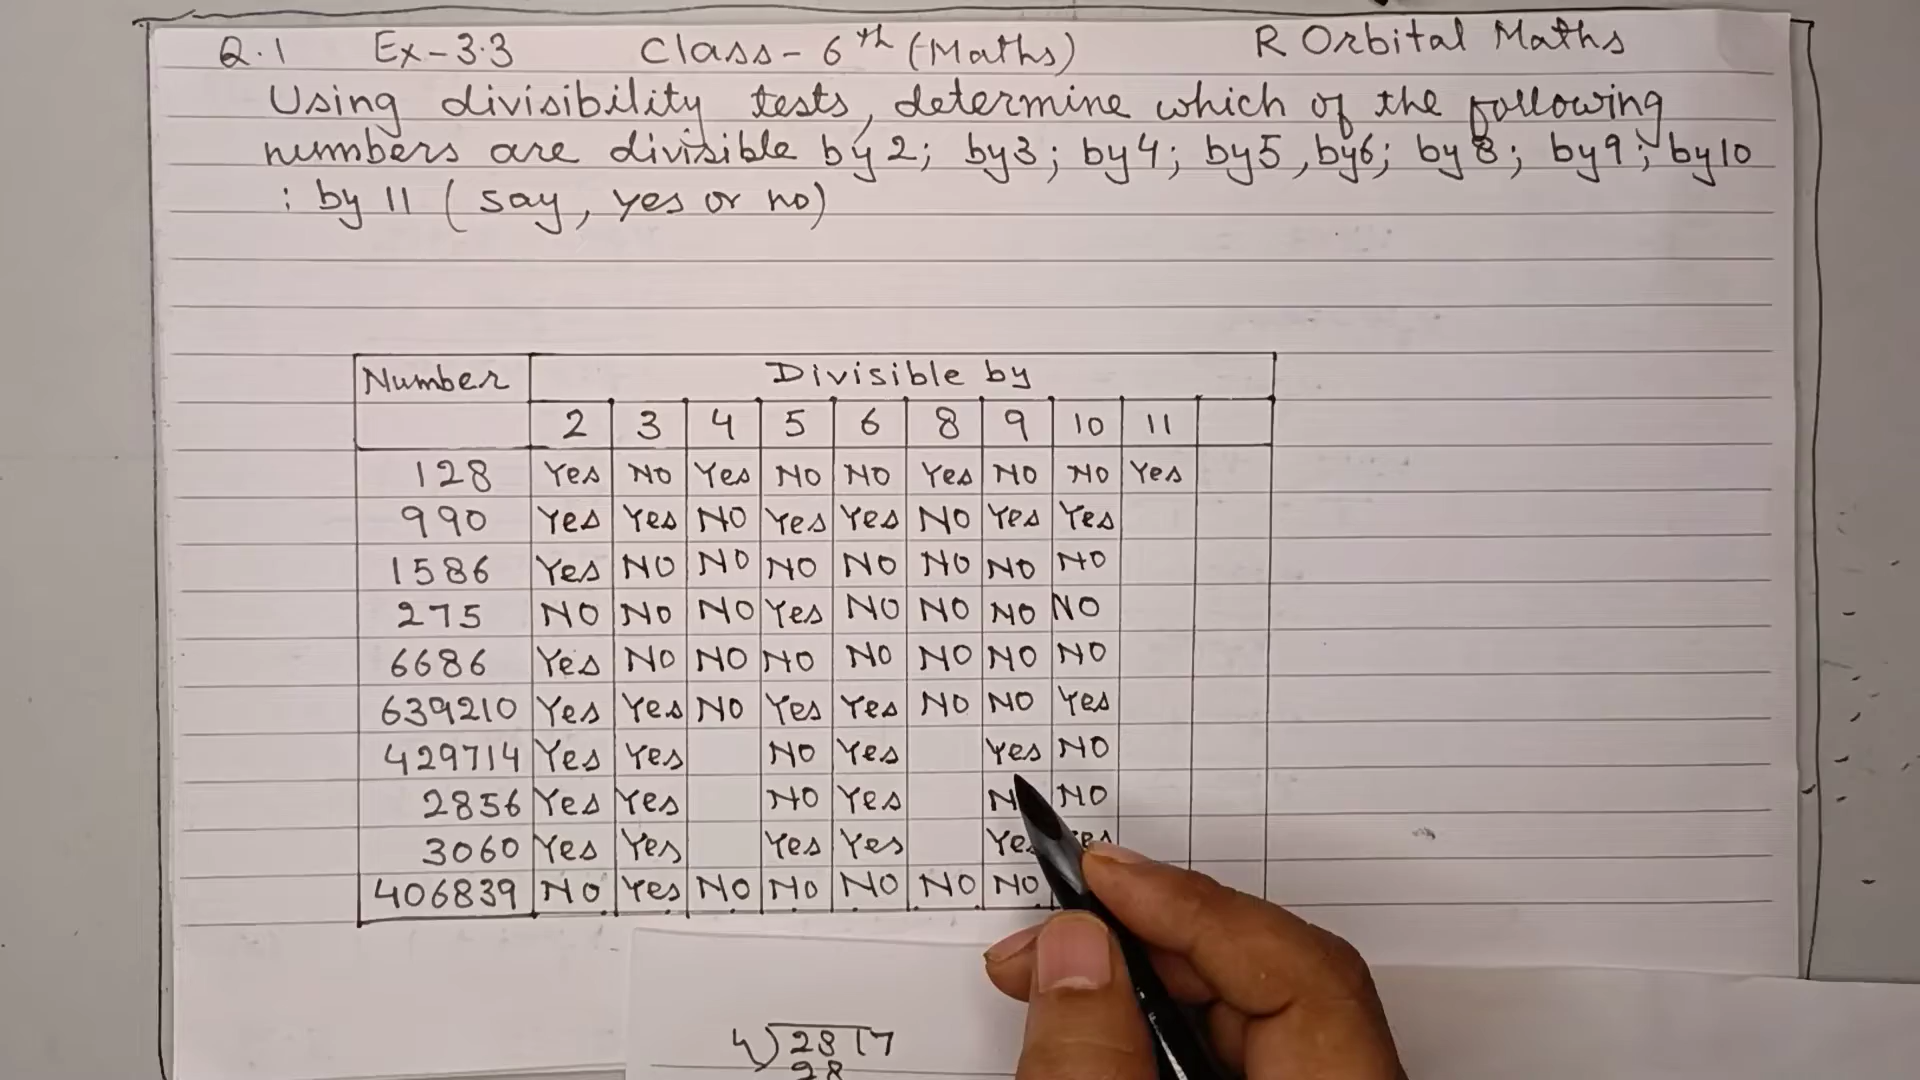 Q.1 Ex-3.3 Class-6th (Maths) R Orbital Maths
Using divisibility tests, determine which of the following
numbers are divisible by 2; by 3; by 4; by 5, by 6; by 8; by 9; by 10
; by 11 ( say, yes or no)
Number Divisible by
2 3 4 5 6 8 9 10 11
128 Yes NO Yes NO NO Yes NO NO Yes
990 Yes Yes NO Yes Yes NO Yes Yes
1586 Yes NO NO NO NO NO NO NO
275 NO NO NO Yes NO NO NO NO
6686 Yes NO NO NO NO NO NO NO
639210 Yes Yes NO Yes Yes NO NO Yes
429714 Yes Yes NO Yes Yes NO
2856 Yes Yes NO Yes NO
3060 Yes Yes Yes Yes
406839 NO Yes NO NO NO NO NO
4 2817
28